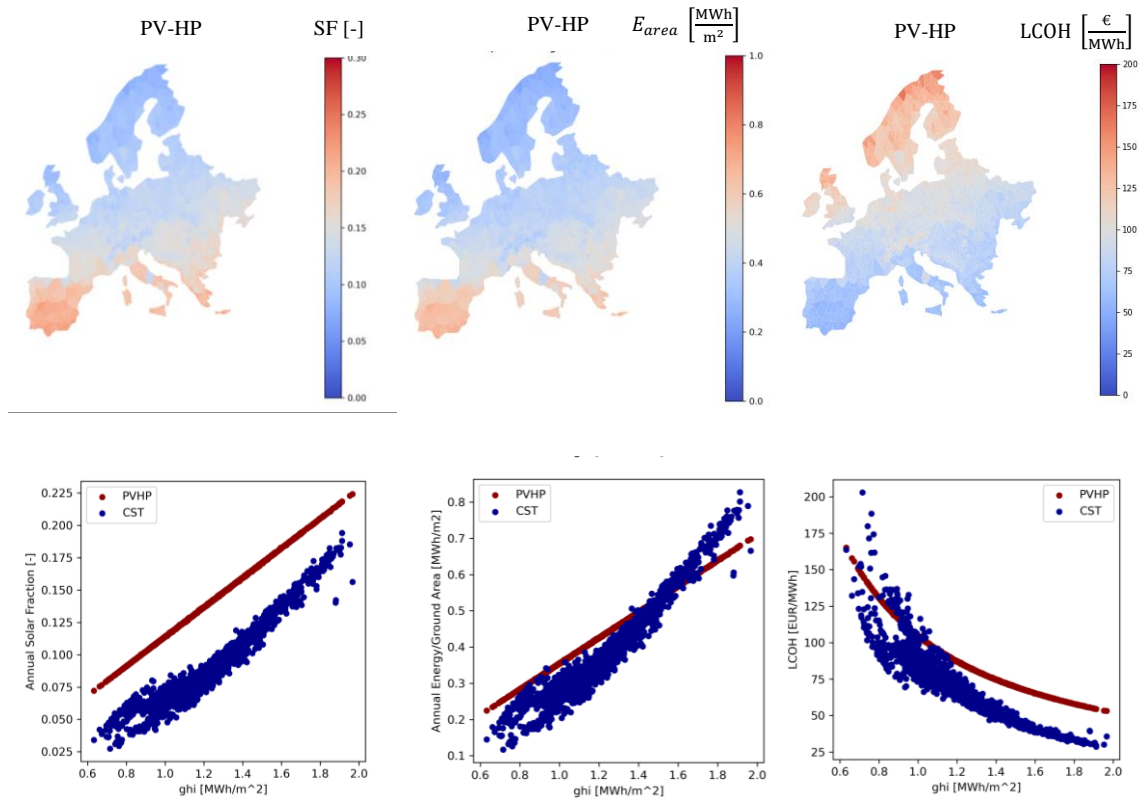 PV-HP SF [-]
0.30
0.25
0.20
0.15
0.10
0.05
0.00
PV-HP E_area [MWh/m²]
1.0
0.8
0.6
0.4
0.2
0.0
PV-HP LCOH [€/MWh]
200
175
150
125
100
75
50
25
0
Annual Solar Fraction [-]
0.225
0.200
0.175
0.150
0.125
0.100
0.075
0.050
0.025
PVHP
CST
0.6 0.8 1.0 1.2 1.4 1.6 1.8 2.0
ghi [MWh/m^2]
Annual Energy/Ground Area [MWh/m2]
0.8
0.7
0.6
0.5
0.4
0.3
0.2
0.1
PVHP
CST
0.6 0.8 1.0 1.2 1.4 1.6 1.8 2.0
ghi [MWh/m^2]
LCOH [EUR/MWh]
200
175
150
125
100
75
50
25
PVHP
CST
0.6 0.8 1.0 1.2 1.4 1.6 1.8 2.0
ghi [MWh/m^2]